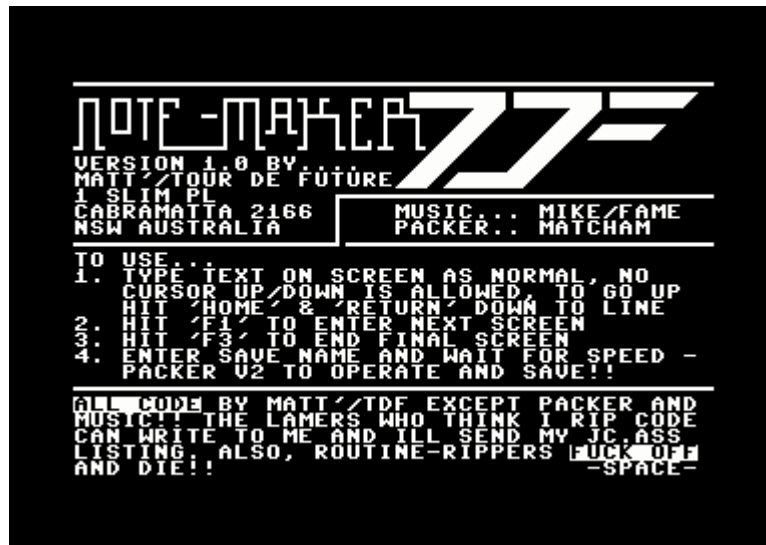 NOTE-MAKER TDF
VERSION 1.0 BY....
MATT'/TOUR DE FUTURE
1 SLIM PL
CABRAMATTA 2166
NSW AUSTRALIA
MUSIC... MIKE/FAME
PACKER.. MATCHAM
TO USE...
1. TYPE TEXT ON SCREEN AS NORMAL, NO
CURSOR UP/DOWN IS ALLOWED, TO GO UP
HIT 'HOME' & 'RETURN' DOWN TO LINE
2. HIT 'F1' TO ENTER NEXT SCREEN
3. HIT 'F3' TO END FINAL SCREEN
4. ENTER SAVE NAME AND WAIT FOR SPEED -
PACKER V2 TO OPERATE AND SAVE!!
ALL CODE BY MATT'/TDF EXCEPT PACKER AND
MUSIC!! THE LAMERS WHO THINK I RIP CODE
CAN WRITE TO ME AND ILL SEND MY JC.ASS
LISTING. ALSO, ROUTINE-RIPPERS FUCK OFF
AND DIE!! -SPACE-